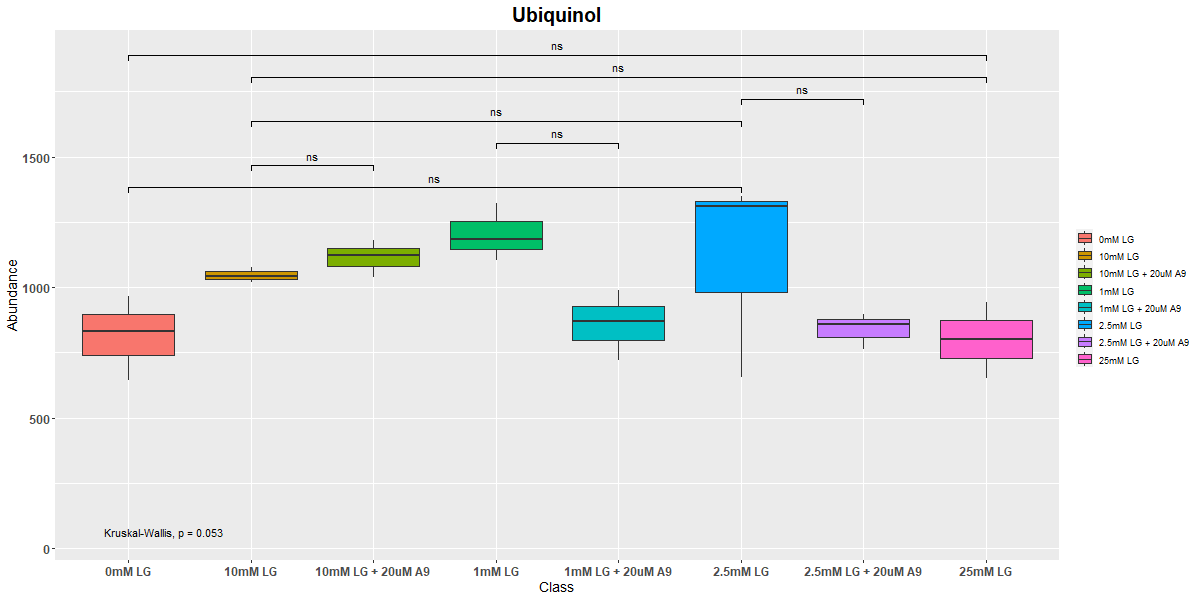 Ubiquinol
ns
ns
ns
ns
ns
ns
ns
Abundance
1500
1000
500
0
Kruskal-Wallis, p = 0.053
0mM LG
10mM LG
10mM LG + 20uM A9
1mM LG
1mM LG + 20uM A9
2.5mM LG
2.5mM LG + 20uM A9
25mM LG
Class
0mM LG
10mM LG
10mM LG + 20uM A9
1mM LG
1mM LG + 20uM A9
2.5mM LG
2.5mM LG + 20uM A9
25mM LG